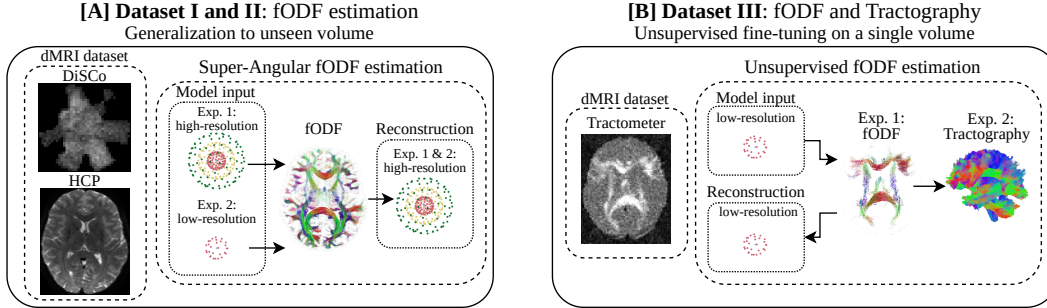 [A] Dataset I and II: fODF estimation
Generalization to unseen volume
dMRI dataset
DiSCo
HCP
Super-Angular fODF estimation
Model input
Exp. 1:
high-resolution
Exp. 2:
low-resolution
fODF
Reconstruction
Exp. 1 & 2:
high-resolution
[B] Dataset III: fODF and Tractography
Unsupervised fine-tuning on a single volume
dMRI dataset
Tractometer
Unsupervised fODF estimation
Model input
low-resolution
Reconstruction
low-resolution
Exp. 1:
fODF
Exp. 2:
Tractography